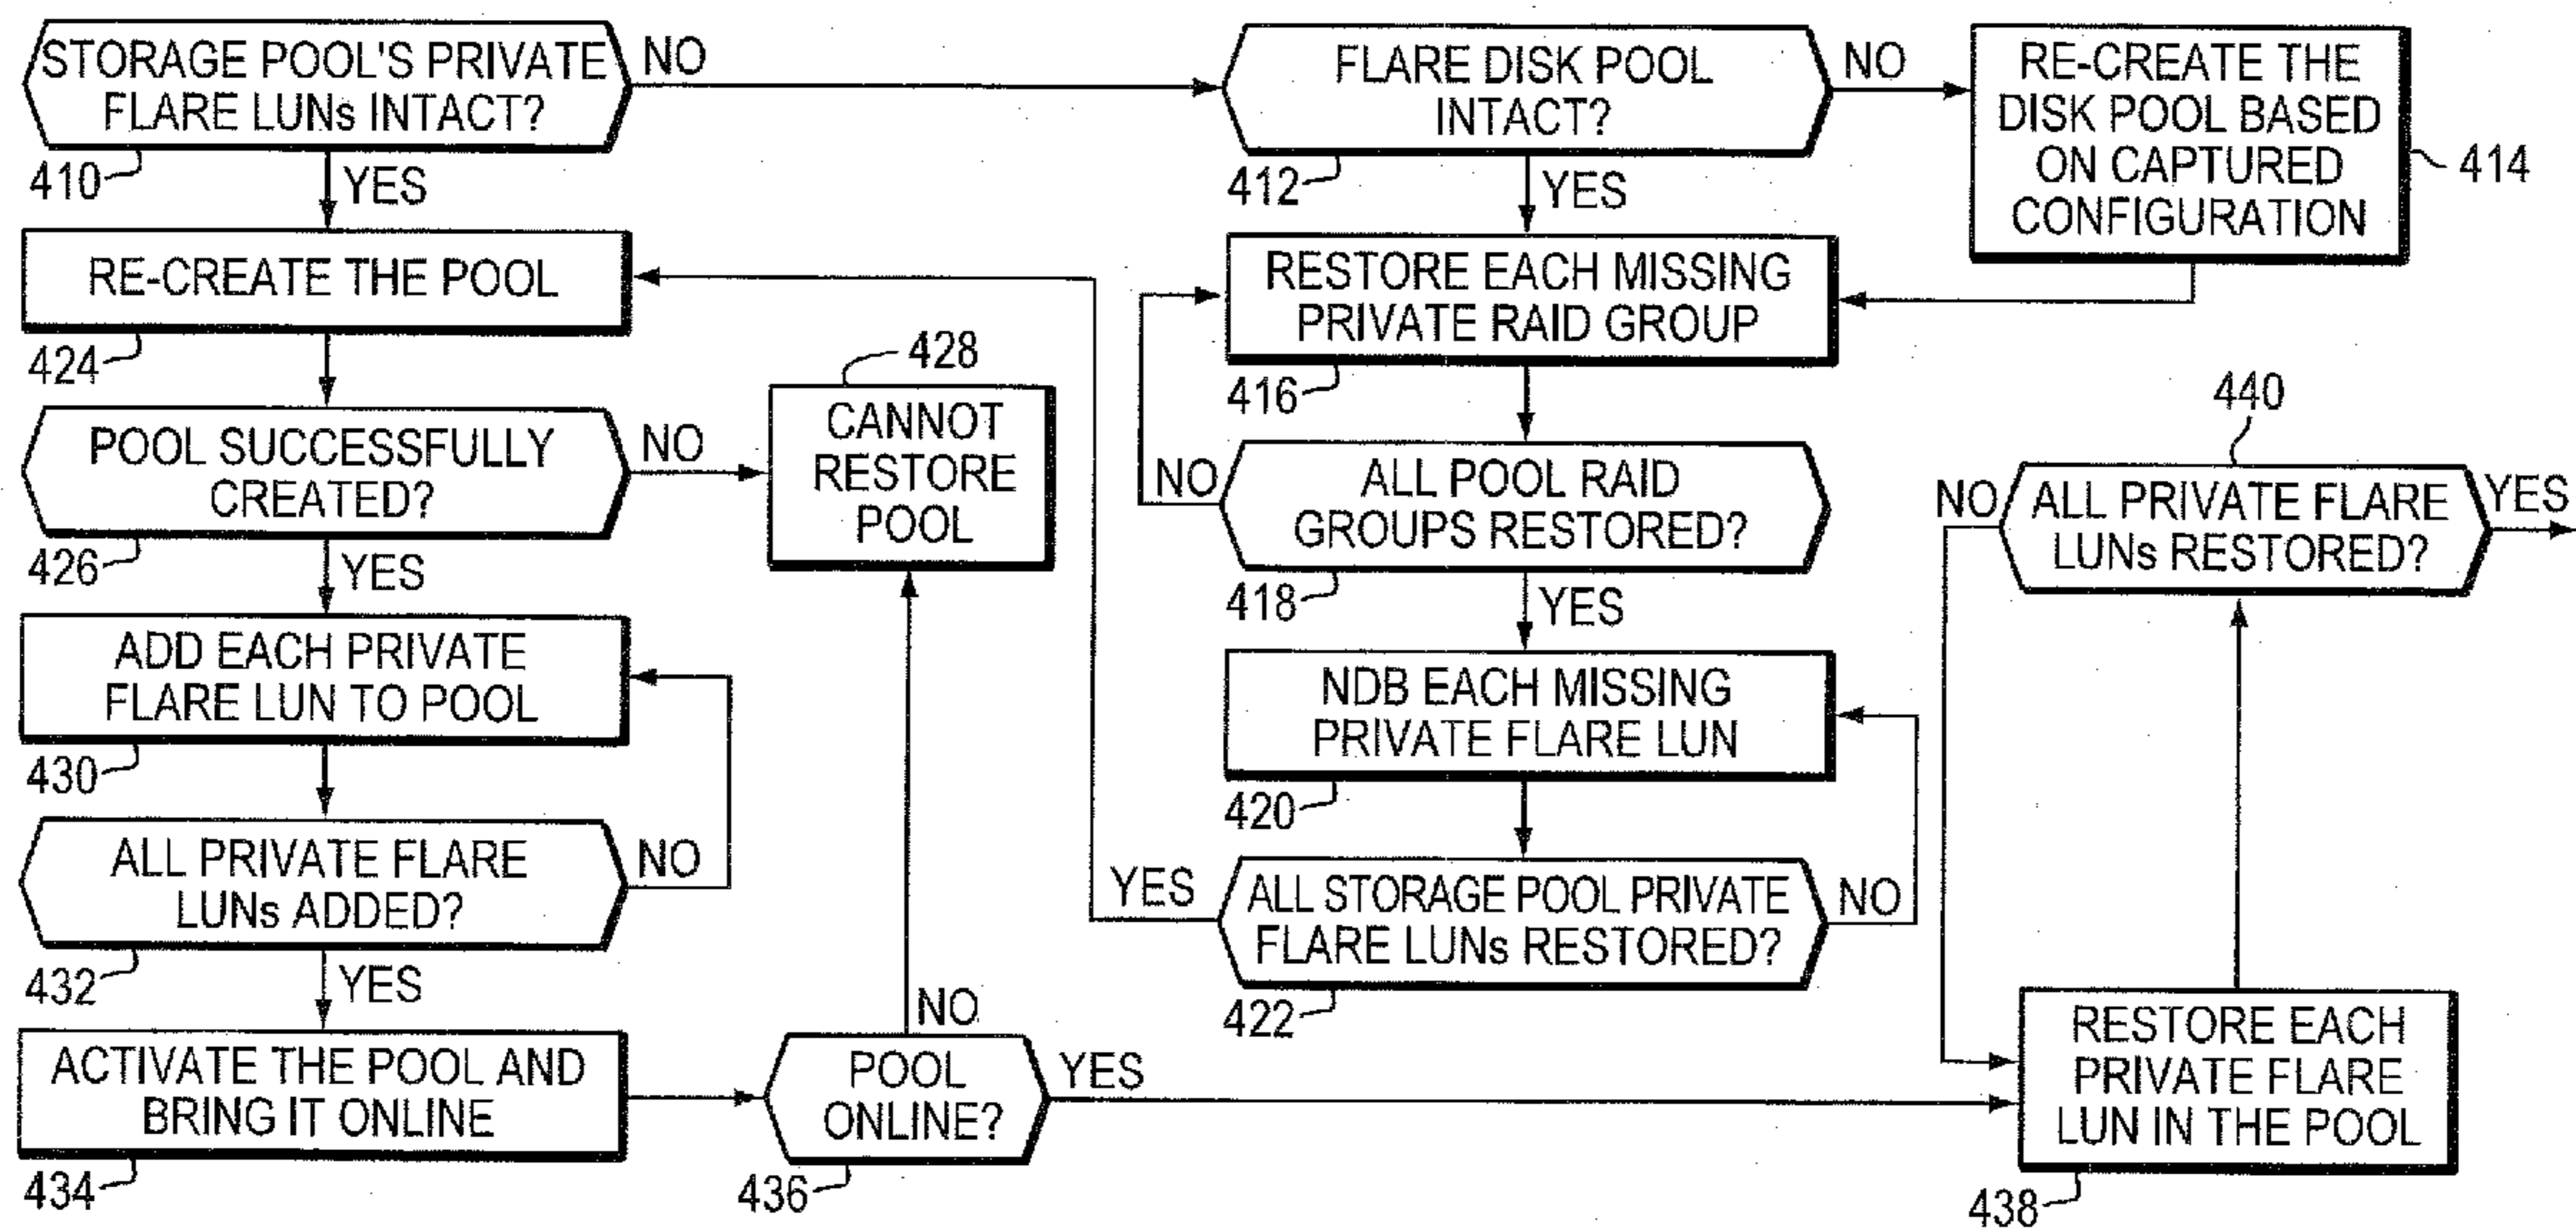 STORAGE POOL'S PRIVATE
FLARE LUNs INTACT?
NO
410
YES
FLARE DISK POOL
INTACT?
NO
412
YES
RE-CREATE THE
DISK POOL BASED
ON CAPTURED
CONFIGURATION
414
RE-CREATE THE POOL
424
RESTORE EACH MISSING
PRIVATE RAID GROUP
416
POOL SUCCESSFULLY
CREATED?
NO
426
YES
428
CANNOT
RESTORE
POOL
NO
ALL POOL RAID
GROUPS RESTORED?
418
YES
440
NO
ALL PRIVATE FLARE
LUNs RESTORED?
YES
ADD EACH PRIVATE
FLARE LUN TO POOL
430
NDB EACH MISSING
PRIVATE FLARE LUN
420
ALL PRIVATE FLARE
LUNs ADDED?
NO
432
YES
YES
ALL STORAGE POOL PRIVATE
FLARE LUNs RESTORED?
NO
422
ACTIVATE THE POOL AND
BRING IT ONLINE
434
NO
POOL
ONLINE?
YES
436
RESTORE EACH
PRIVATE FLARE
LUN IN THE POOL
438